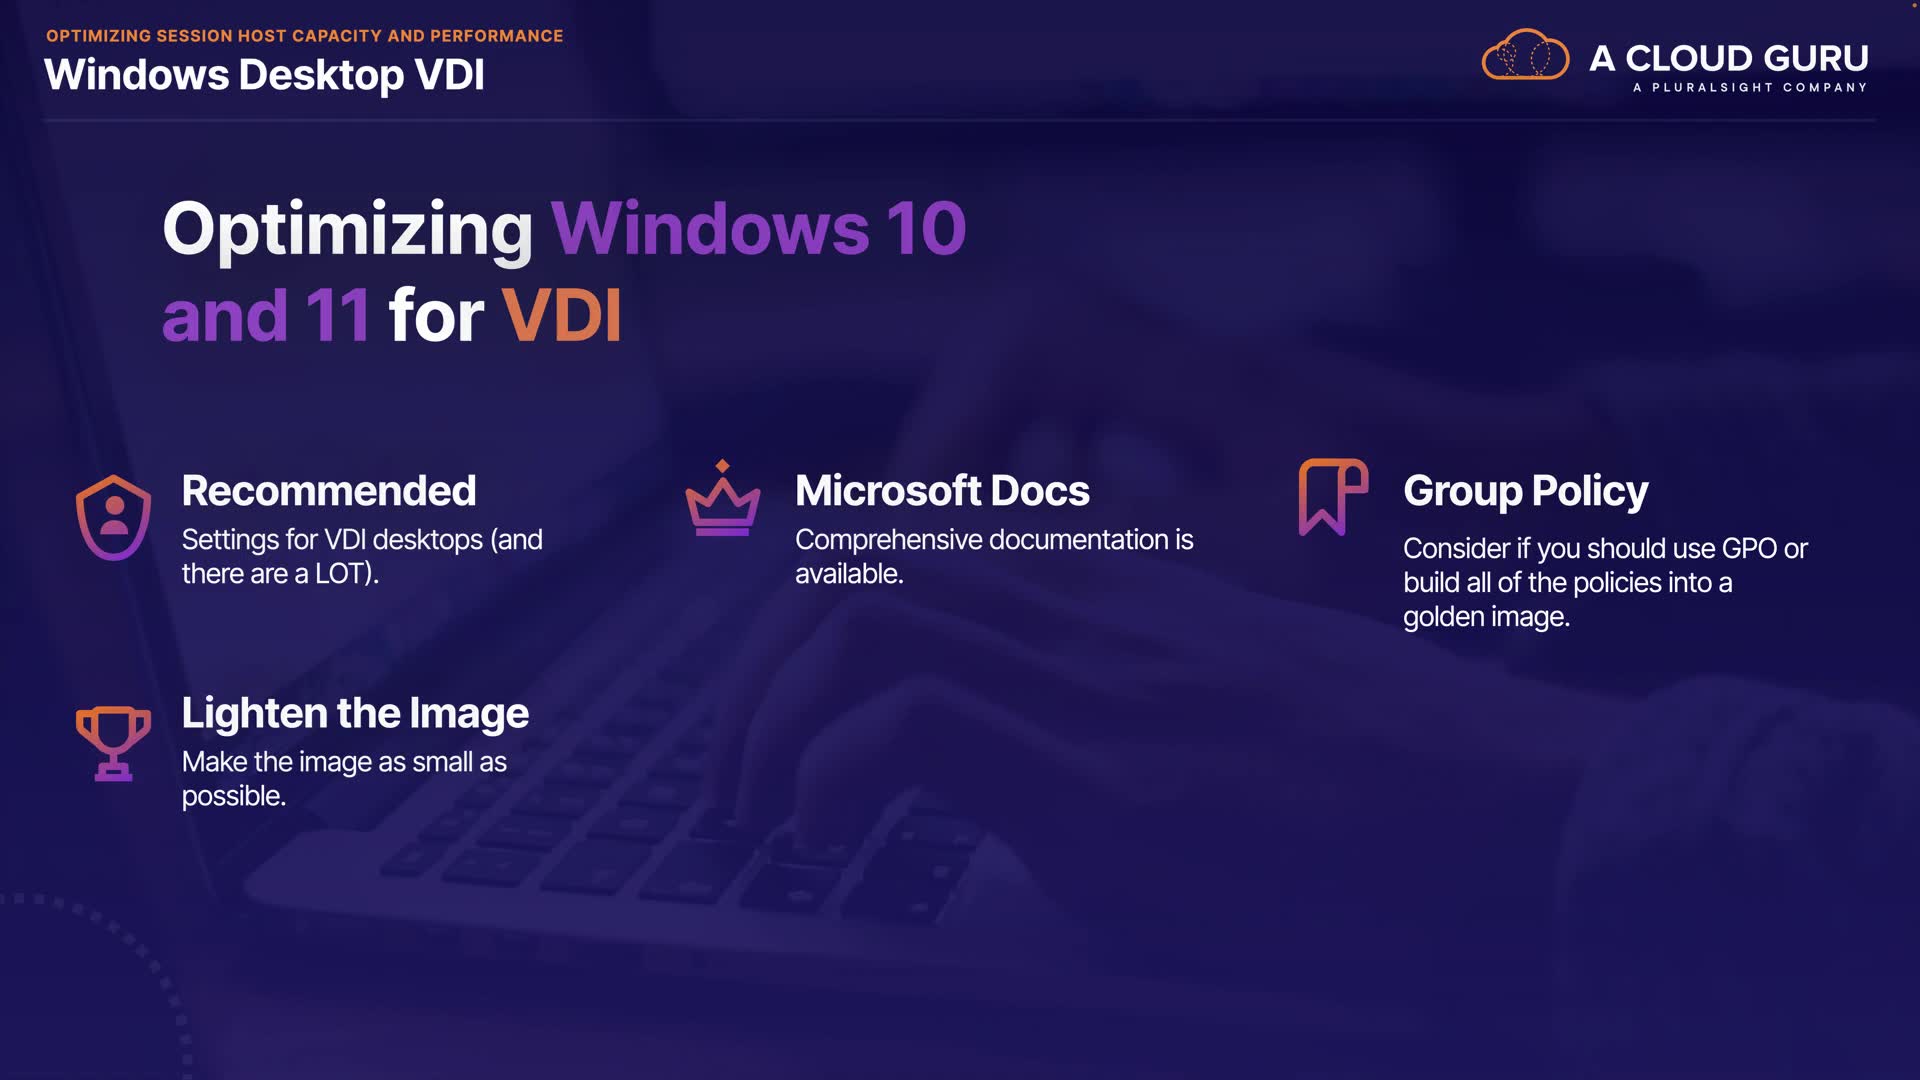 OPTIMIZING SESSION HOST CAPACITY AND PERFORMANCE
Windows Desktop VDI
A CLOUD GURU
A PLURALSIGHT COMPANY
Optimizing Windows 10
and 11 for VDI
Recommended
Settings for VDI desktops (and
there are a LOT).
Microsoft Docs
Comprehensive documentation is
available.
Group Policy
Consider if you should use GPO or
build all of the policies into a
golden image.
Lighten the Image
Make the image as small as
possible.